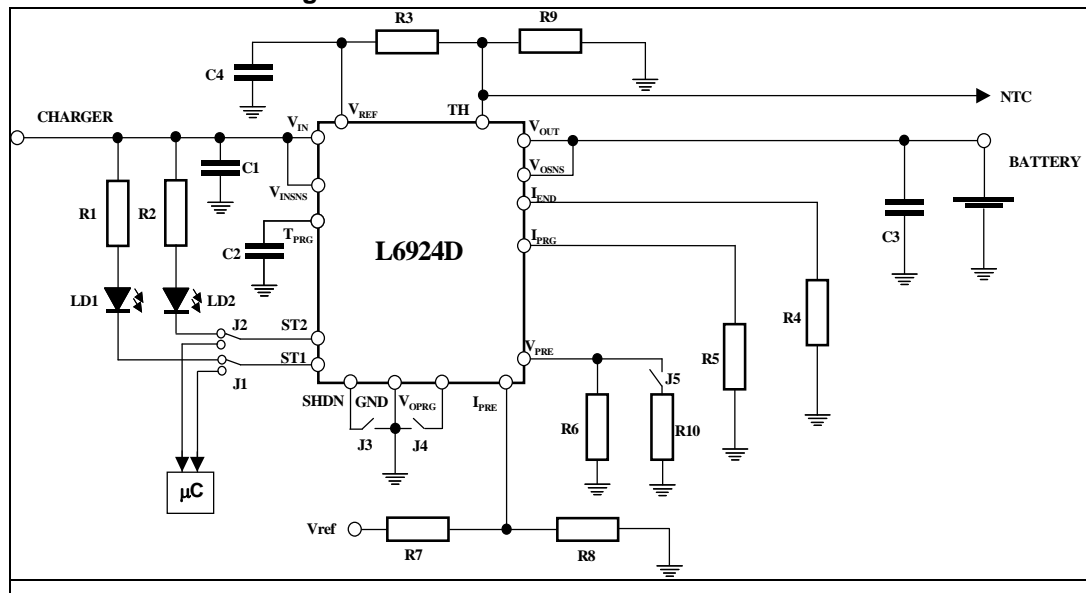 R3
R9
C4
NTC
VREF
TH
CHARGER
VIN
VOUT
C1
VOSNS
BATTERY
VINSNS
IEND
R1
R2
TPRG
IPRG
C3
C2
L6924D
LD1
LD2
R4
J2
ST2
VPRE
R5
ST1
J5
J1
SHDN
GND
VOPRG
IPRE
R6
R10
J3
J4
µC
Vref
R7
R8